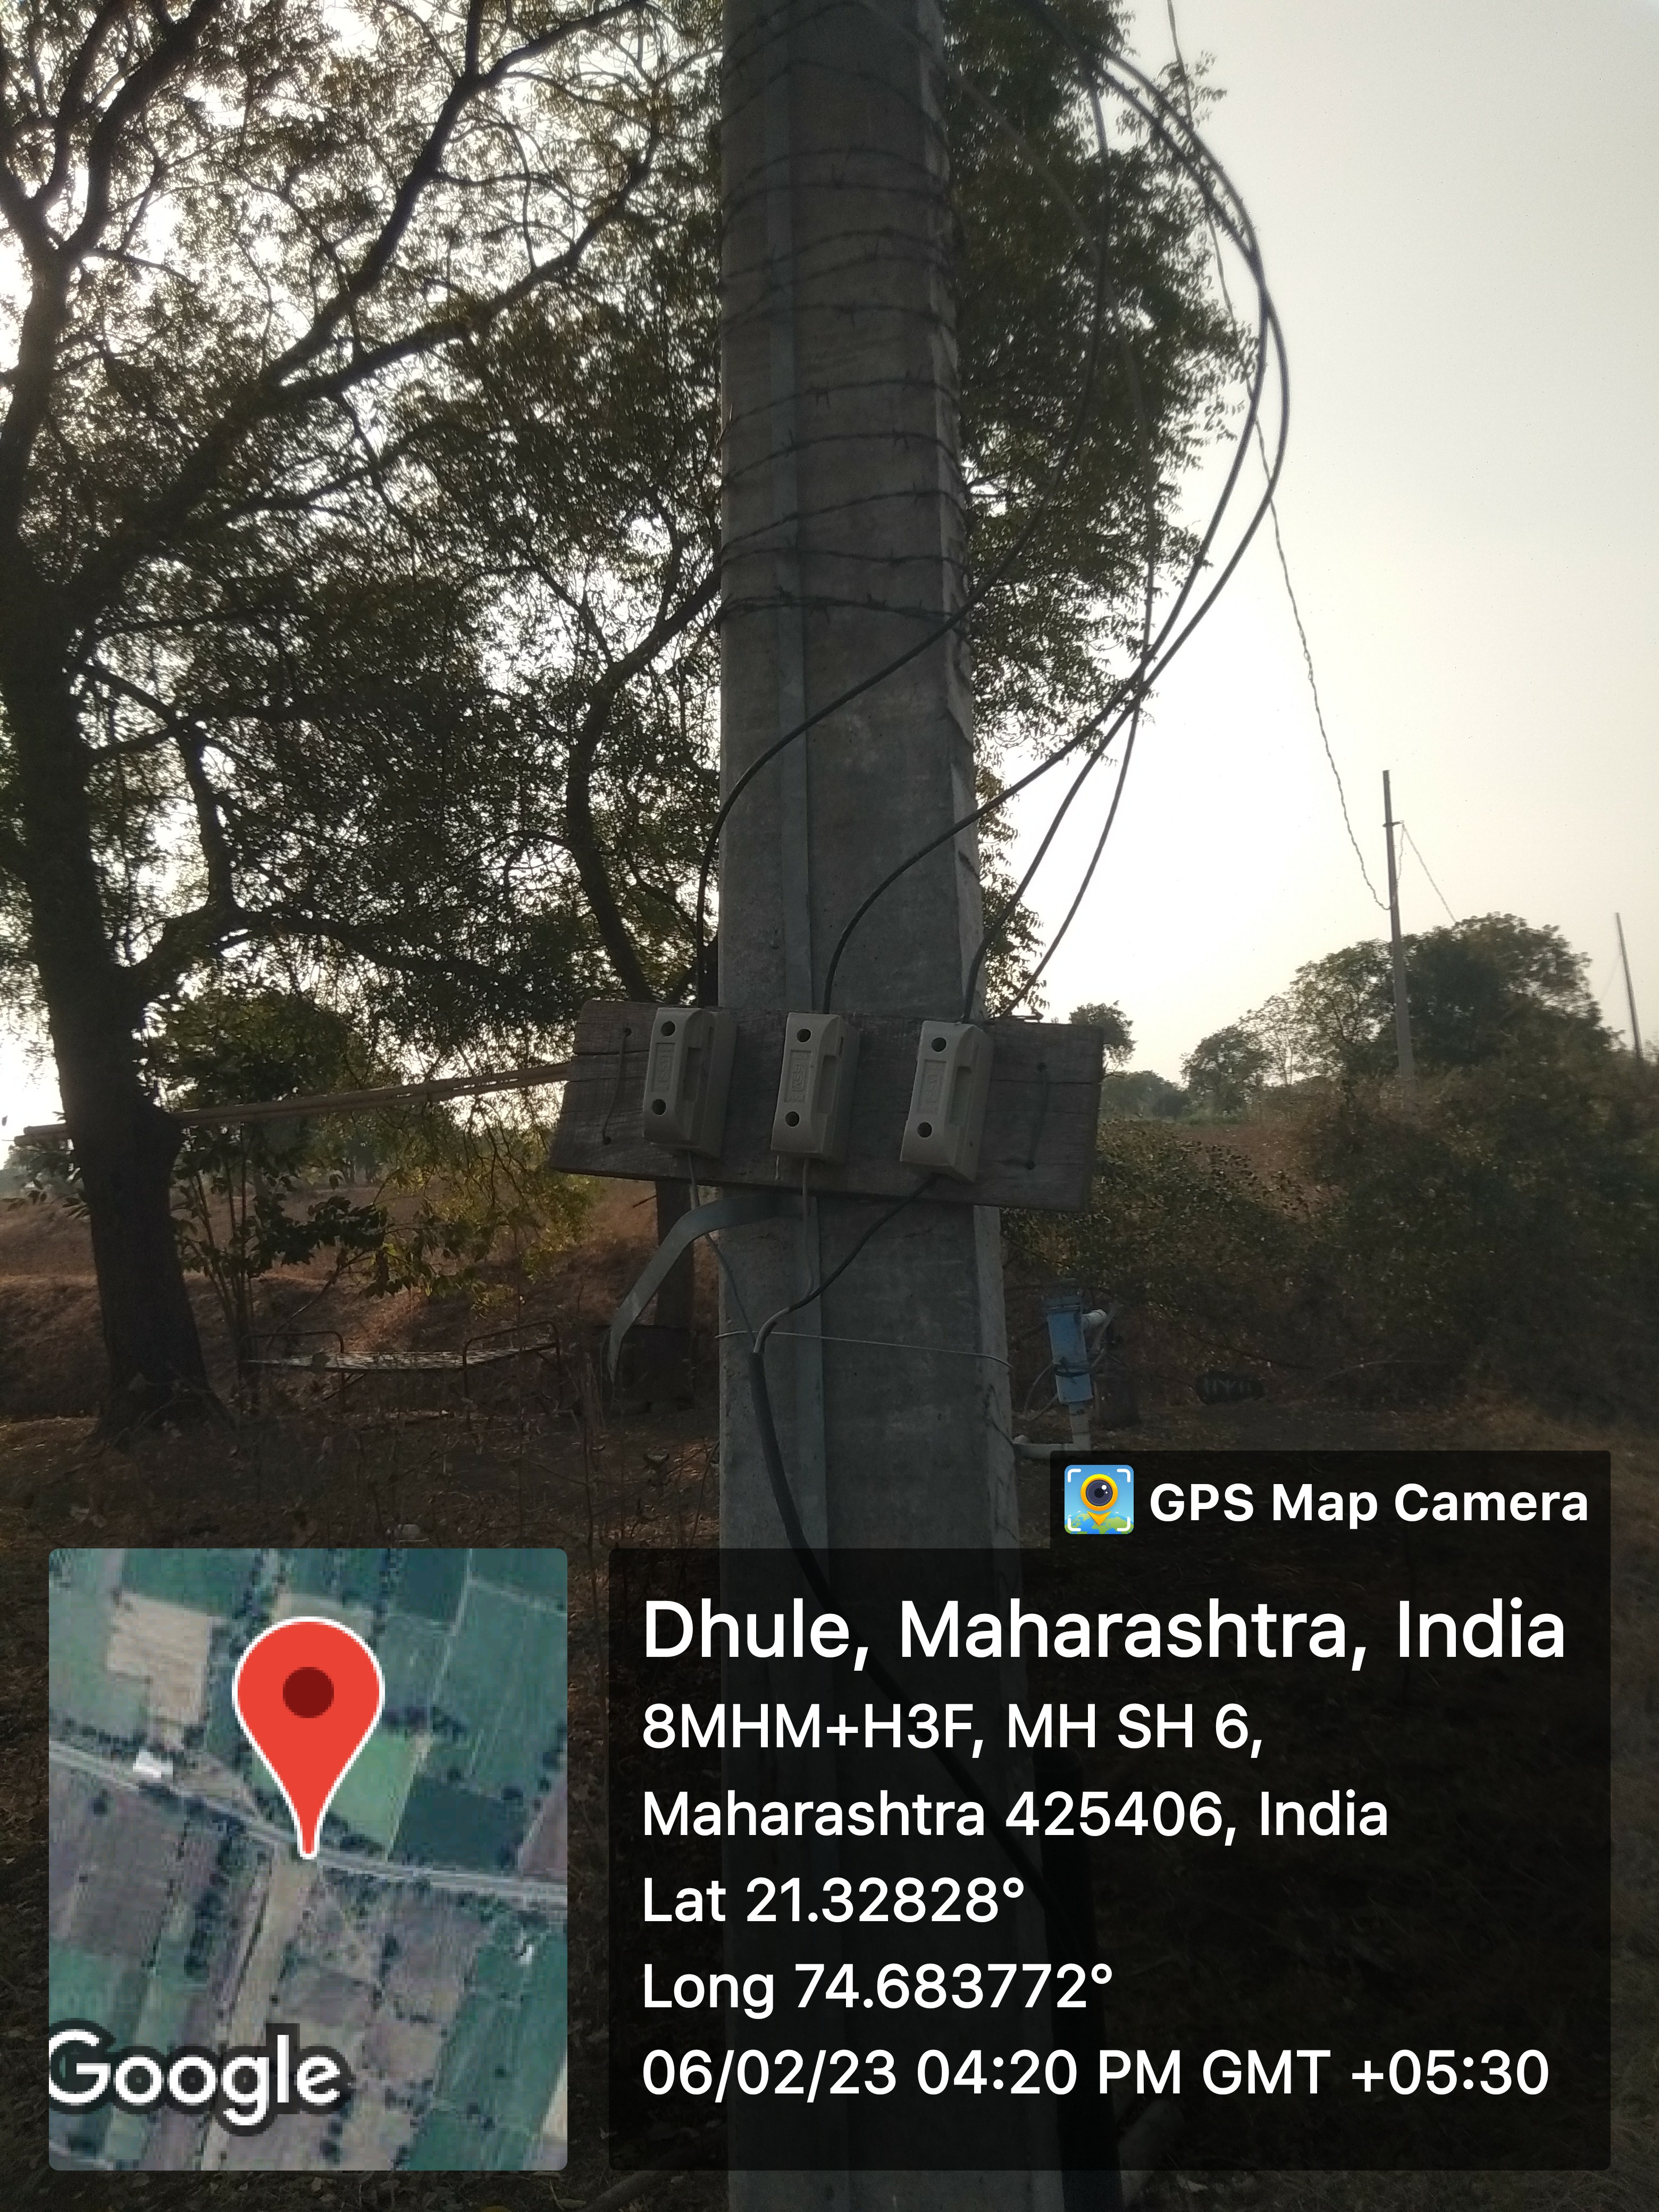 GPS Map Camera
Dhule, Maharashtra, India
8MHM+H3F, MH SH 6,
Maharashtra 425406, India
Lat 21.32828°
Long 74.683772°
06/02/23 04:20 PM GMT +05:30
Google